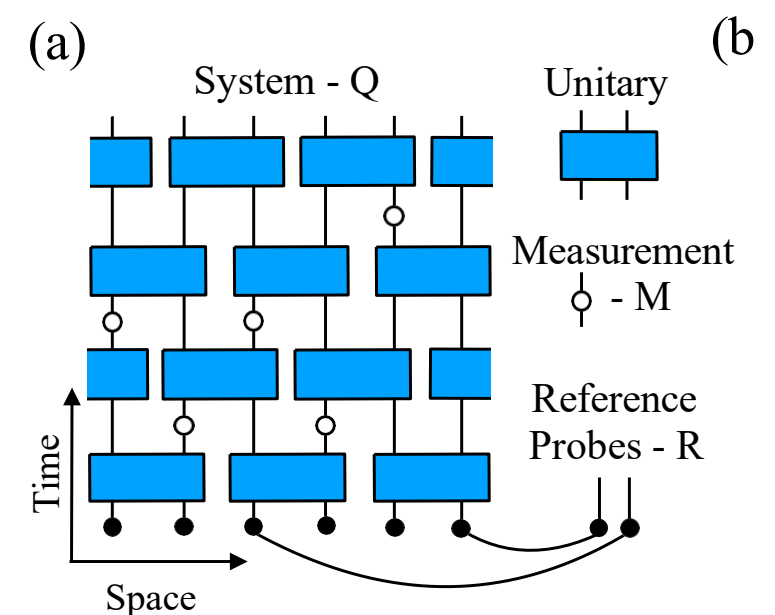 (a)
(b
System - Q
Unitary
Measurement
- M
Reference
Probes - R
Time
Space